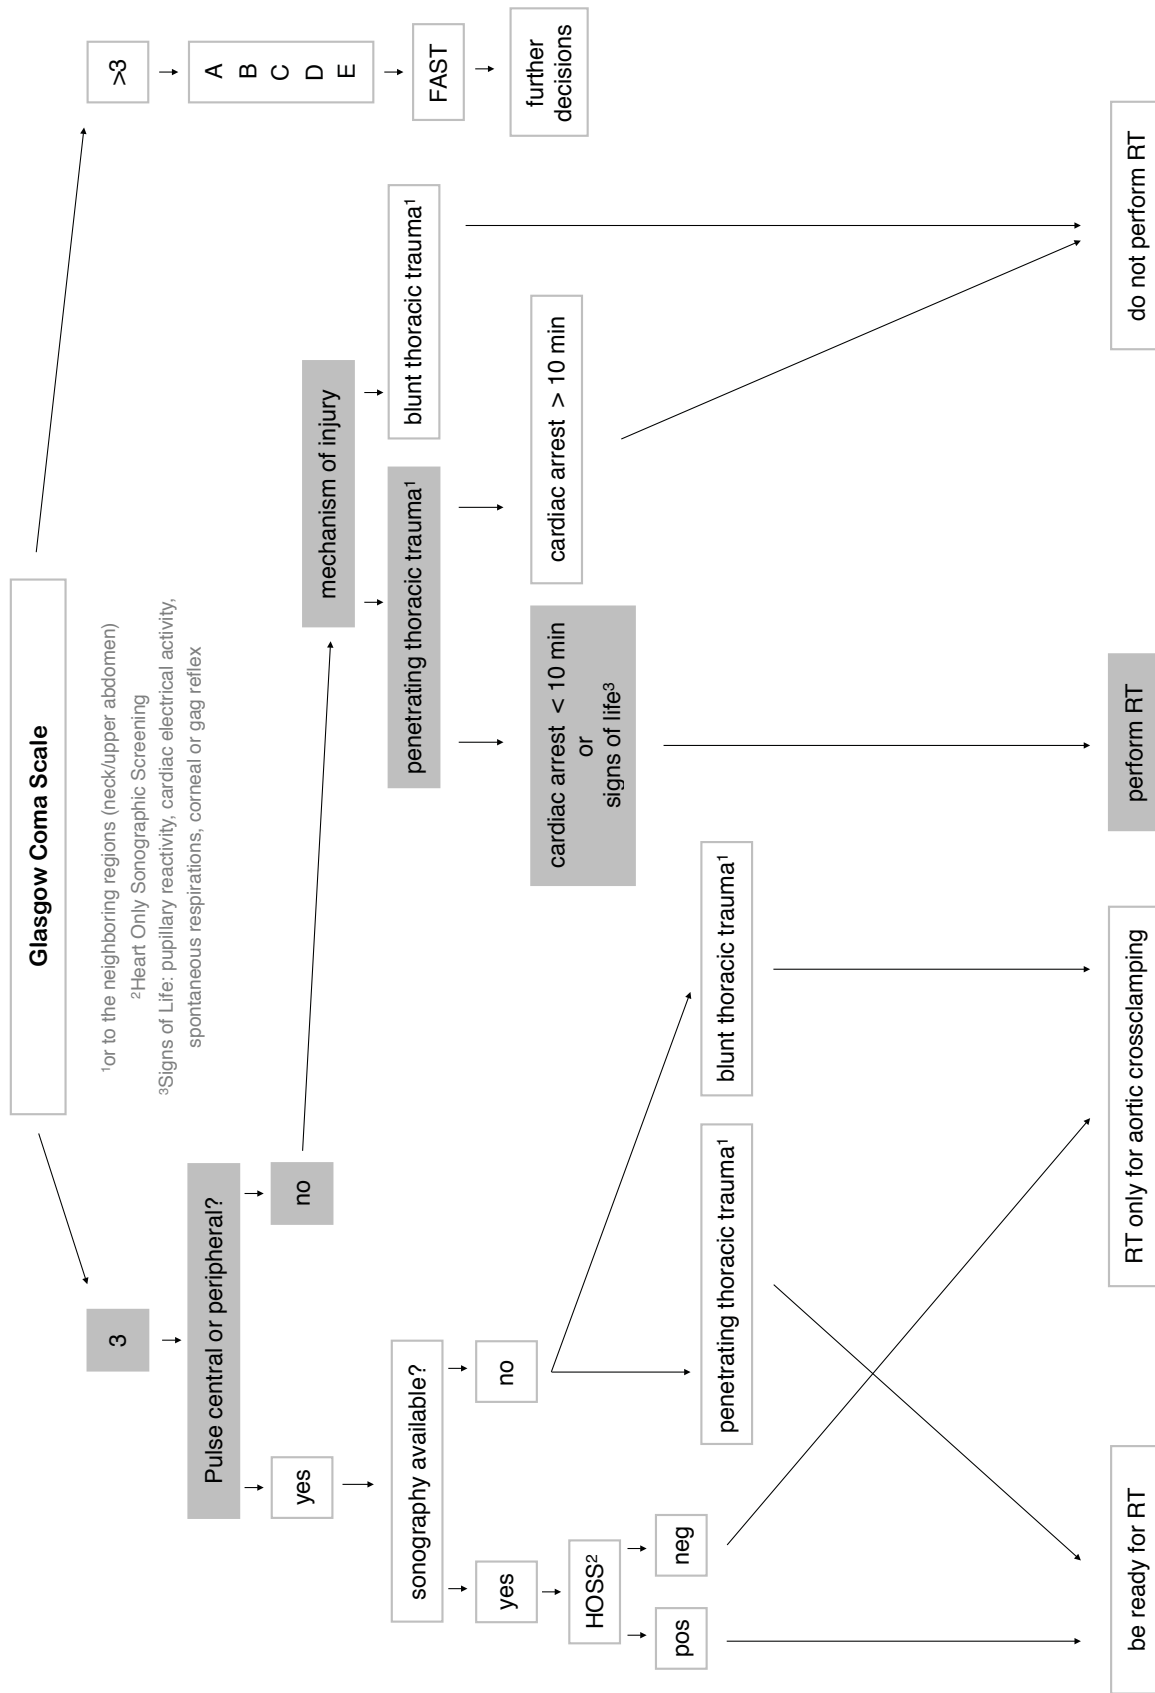 Glasgow Coma Scale
¹or to the neighboring regions (neck/upper abdomen)
²Heart Only Sonographic Screening
³Signs of Life: pupillary reactivity, cardiac electrical activity,
spontaneous respirations, corneal or gag reflex
3
>3
Pulse central or peripheral?
A
B
C
D
E
yes
no
mechanism of injury
sonography available?
penetrating thoracic trauma¹
blunt thoracic trauma¹
FAST
yes
no
cardiac arrest < 10 min
or
signs of life³
cardiac arrest > 10 min
further
decisions
HOSS²
pos
neg
penetrating thoracic trauma¹
blunt thoracic trauma¹
be ready for RT
RT only for aortic crossclamping
perform RT
do not perform RT